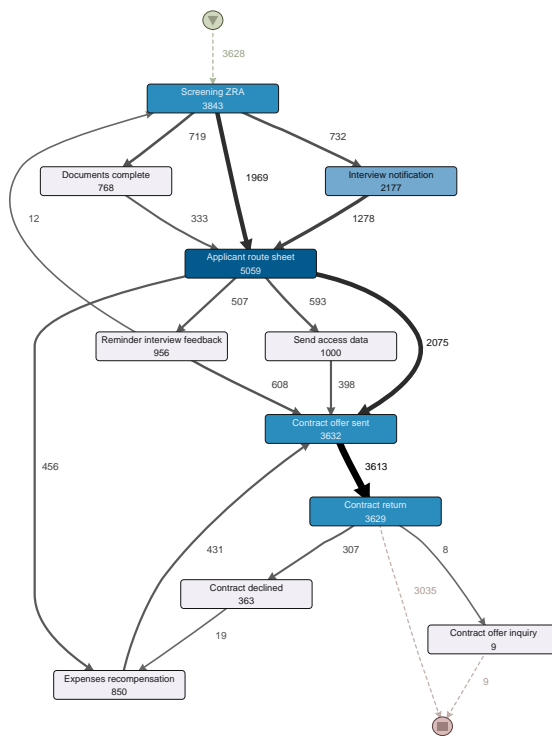 3628
Screening ZRA
3843
719
732
1969
Documents complete
768
Interview notification
2177
12
333
1278
Applicant route sheet
5059
507
593
2075
Reminder interview feedback
956
Send access data
1000
608
398
Contract offer sent
3632
456
3613
431
Contract return
3629
307
8
3035
Contract declined
363
19
Contract offer inquiry
9
Expenses recompensation
850
9